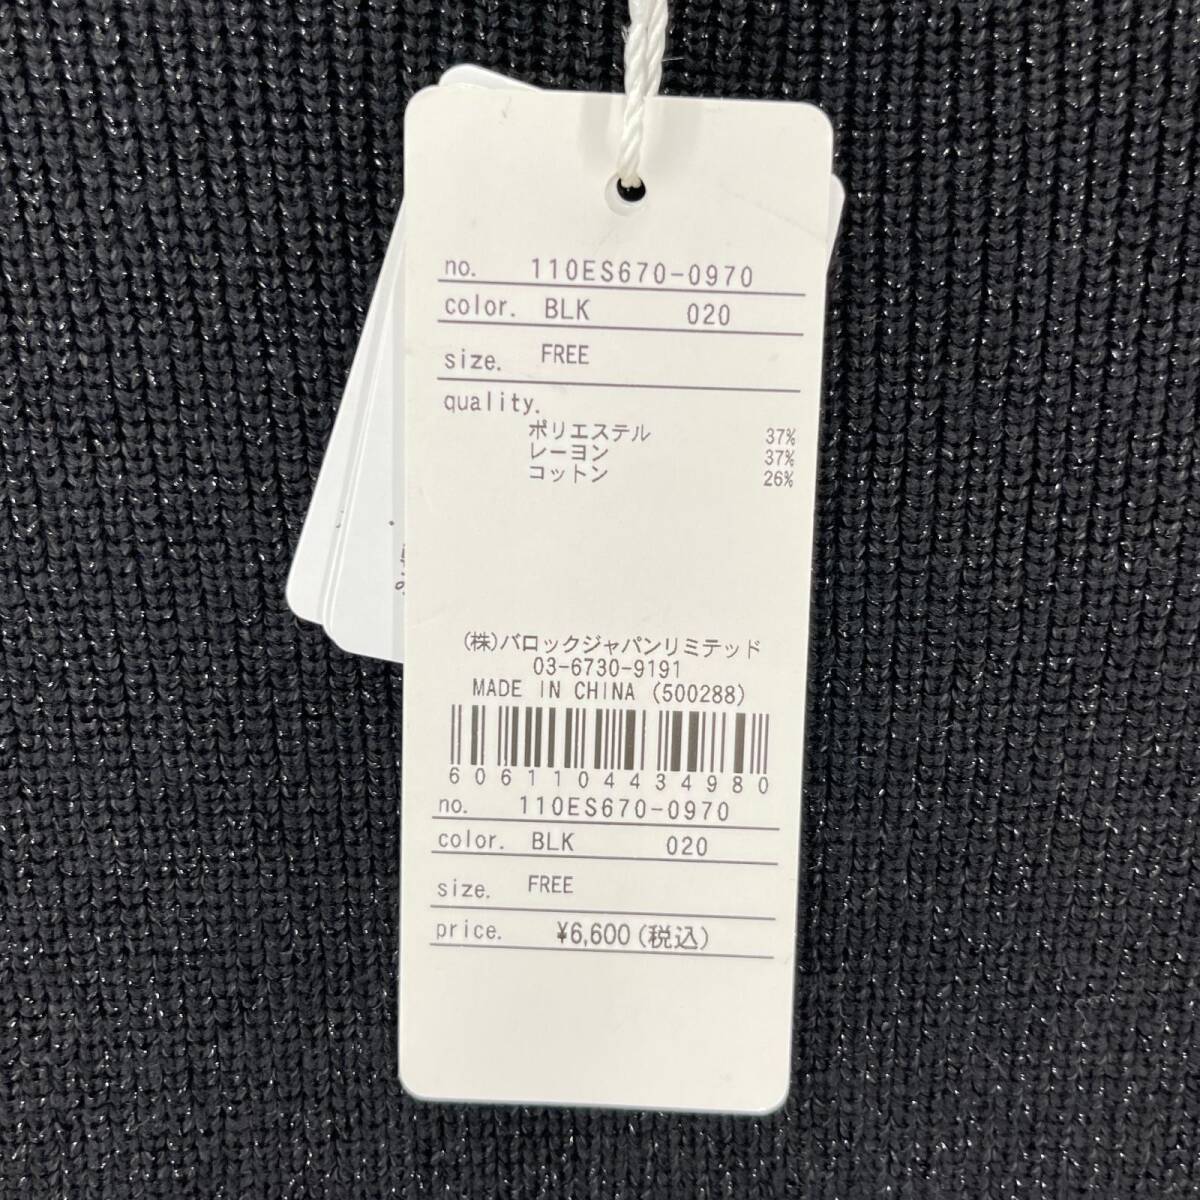 no. 110ES670-0970
color. BLK 020
size. FREE
quality.
ポリエステル 37%
レーヨン 37%
コットン 26%
(株)バロックジャパンリミテッド
03-6730-9191
MADE IN CHINA (500288)
6061104434980
no. 110ES670-0970
color. BLK 020
size. FREE
price. ¥6,600(税込)